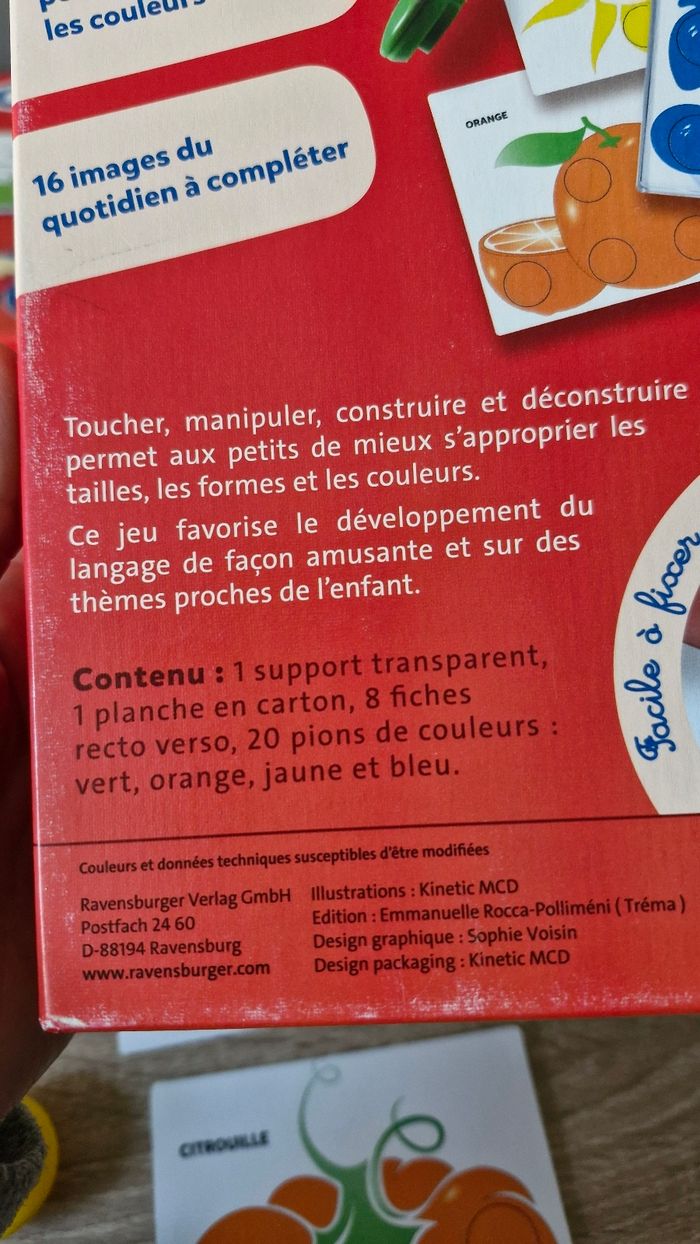 les couleurs
16 images du
quotidien à compléter
ORANGE
Toucher, manipuler, construire et déconstruire
permet aux petits de mieux s'approprier les
tailles, les formes et les couleurs.
Ce jeu favorise le développement du
langage de façon amusante et sur des
thèmes proches de l'enfant.
Facile à fixer
Contenu : 1 support transparent,
1 planche en carton, 8 fiches
recto verso, 20 pions de couleurs :
vert, orange, jaune et bleu.
Couleurs et données techniques susceptibles d'être modifiées
Ravensburger Verlag GmbH
Postfach 24 60
D-88194 Ravensburg
www.ravensburger.com
Illustrations : Kinetic MCD
Edition : Emmanuelle Rocca-Polliméni ( Tréma )
Design graphique : Sophie Voisin
Design packaging : Kinetic MCD
CITROUILLE